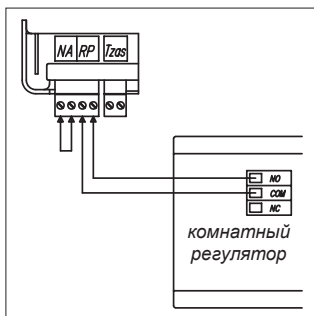 NA RP Tzas
NO
COM
NC
комнатный
регулятор